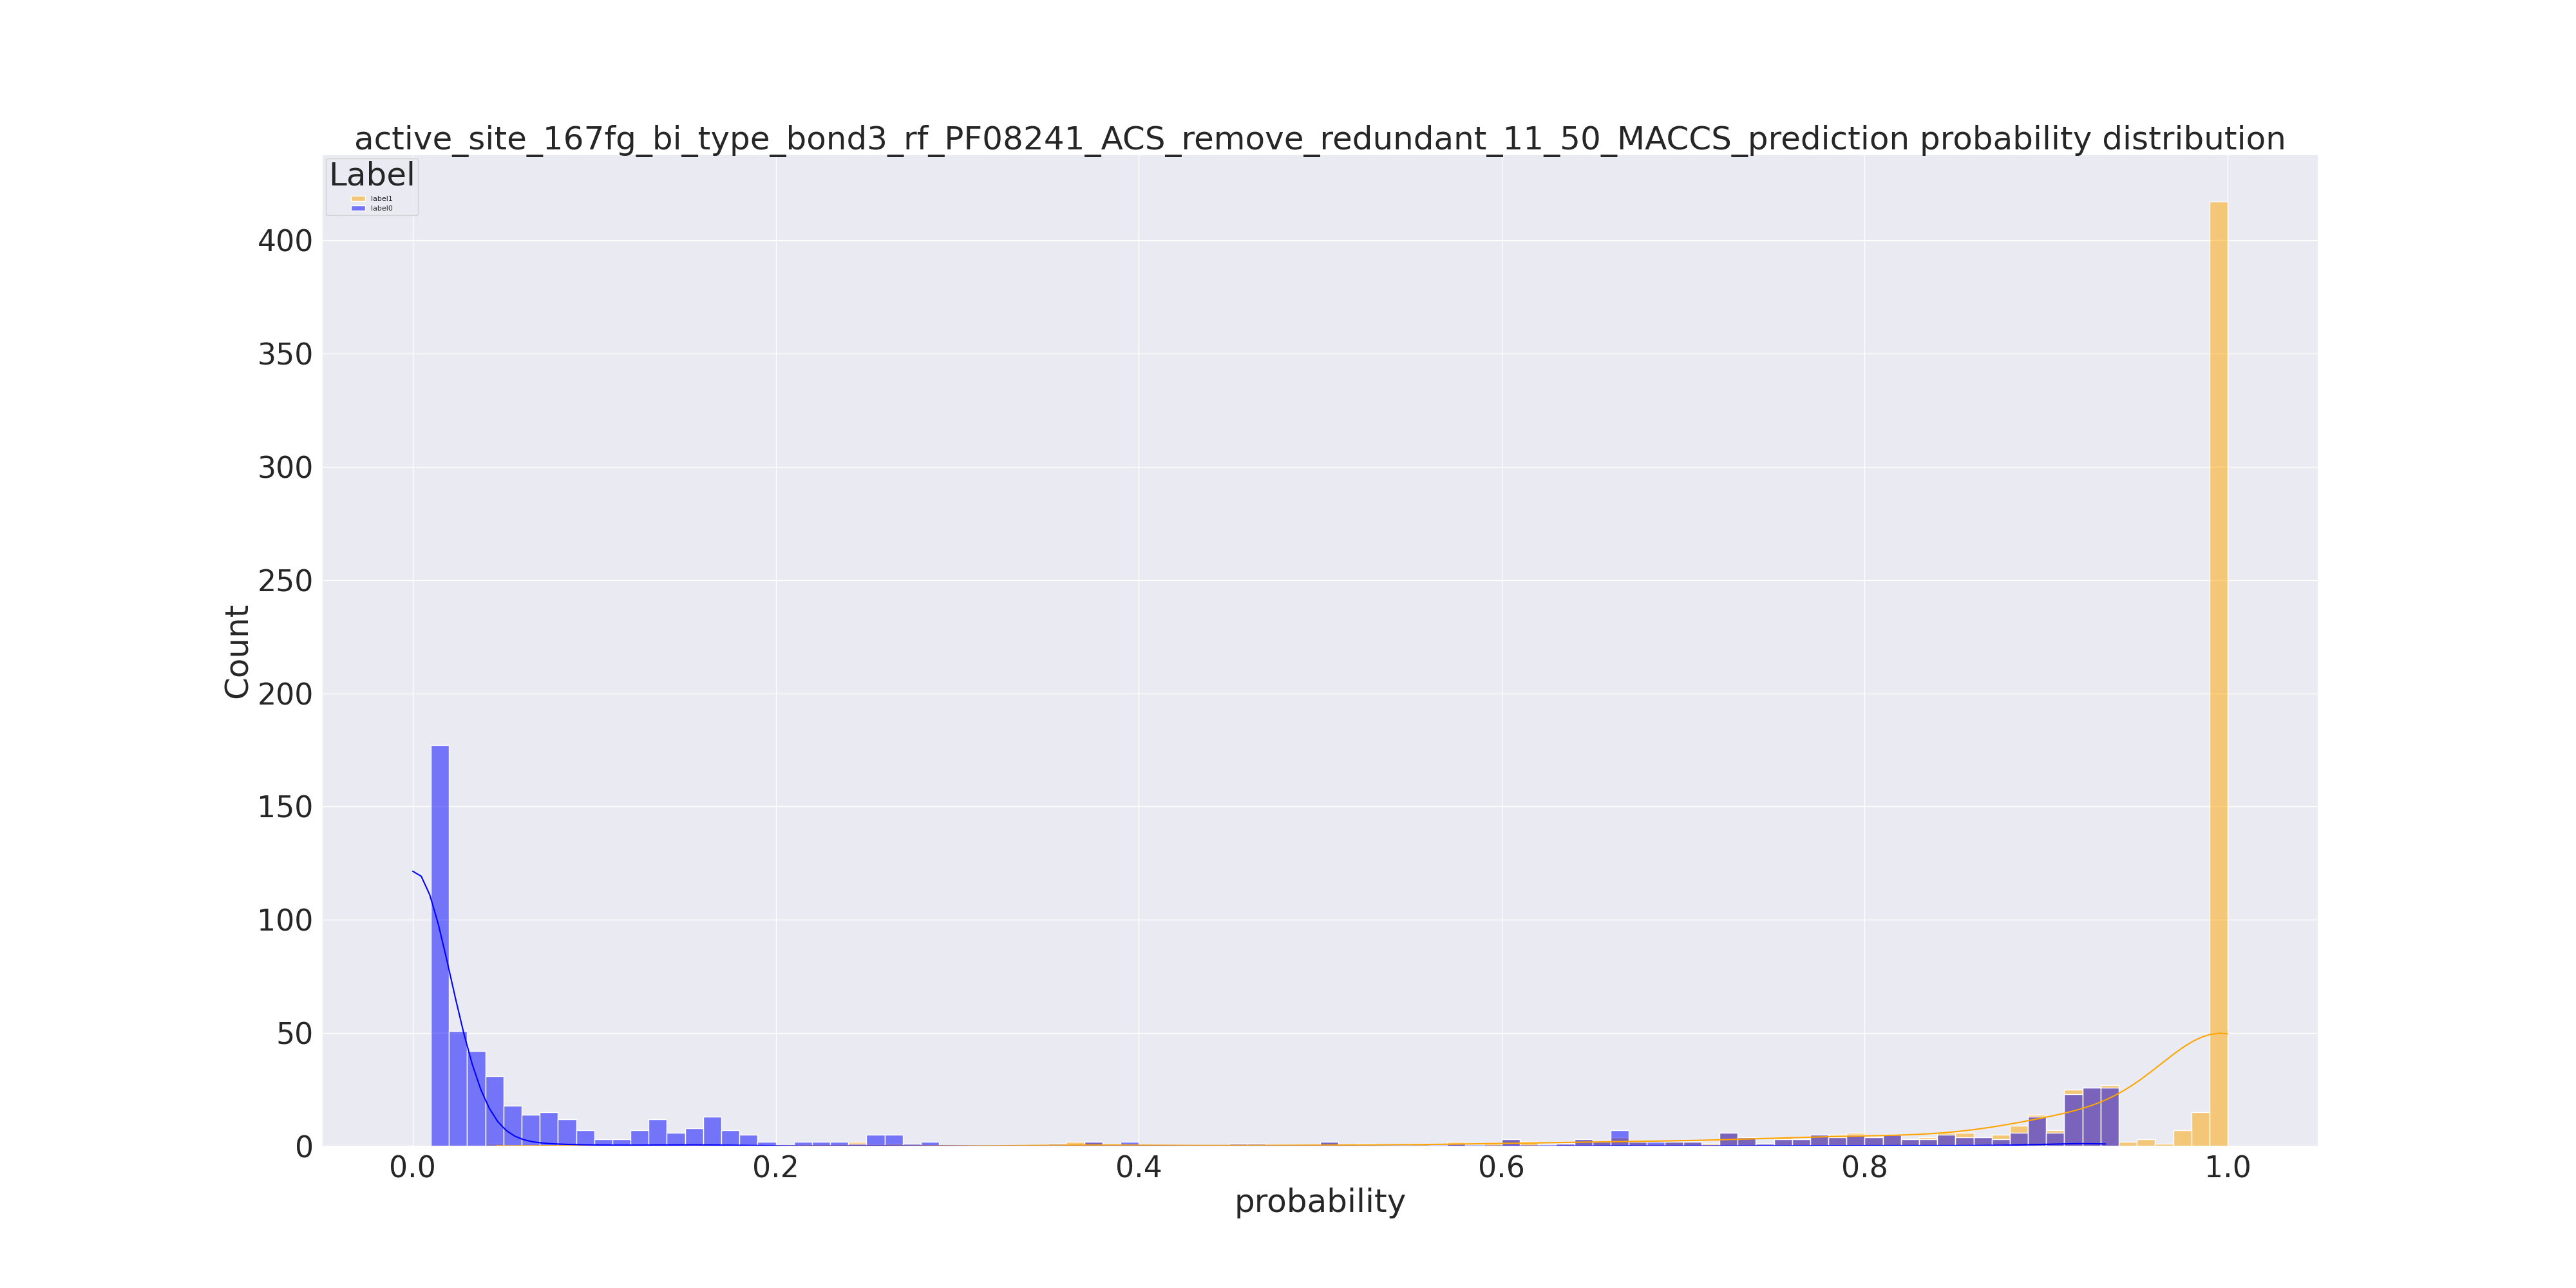 active_site_167fg_bi_type_bond3_rf_PF08241_ACS_remove_redundant_11_50_MACCS_prediction probability distribution
Label
label1
label0
400
350
300
250
200
150
100
50
0
Count
0.0 0.2 0.4 0.6 0.8 1.0
probability